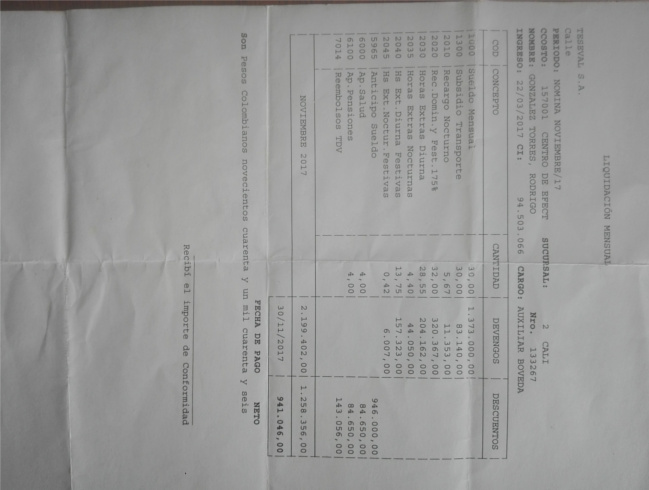 LIQUIDACIÓN MENSUAL
TESEVAL S.A.
Calle
PERIODO: NOMINA NOVIEMBRE/17 Nro. 133267
CCOSTO: 157001 CENTRO DE EFECT SUCURSAL: 2 CALI
NOMBRE: GONZALEZ TORRES, RODRIGO
INGRESO: 22/03/2017 CI: 94.503.066 CARGO: AUXILIAR BOVEDA
COD CONCEPTO CANTIDAD DEVENGOS DESCUENTOS
1000 Sueldo Mensual 30,00 1.373.000,00
1300 Subsidio Transporte 30,00 83.140,00
2010 Recargo Nocturno 5,67 11.353,00
2020 Rec.Domin.y Fest 175% 32,00 320.367,00
2030 Horas Extras Diurna 28,55 204.162,00
2035 Horas Extras Nocturnas 4,40 44.050,00
2040 Hs Ext.Diurna Festivas 13,75 157.323,00
2045 Hs Ext.Noctur.Festivas 0,42 6.007,00
5965 Anticipo Sueldo 946.000,00
6000 Ap.Salud 4,00 84.650,00
6100 Ap.Pensiones 4,00 84.650,00
7014 Reembolsos TDV 143.056,00
NOVIEMBRE 2017 2.199.402,00 1.258.356,00
FECHA DE PAGO NETO
30/11/2017 941.046,00
Son Pesos Colombianos novecientos cuarenta y un mil cuarenta y seis
Recibi el importe de Conformidad